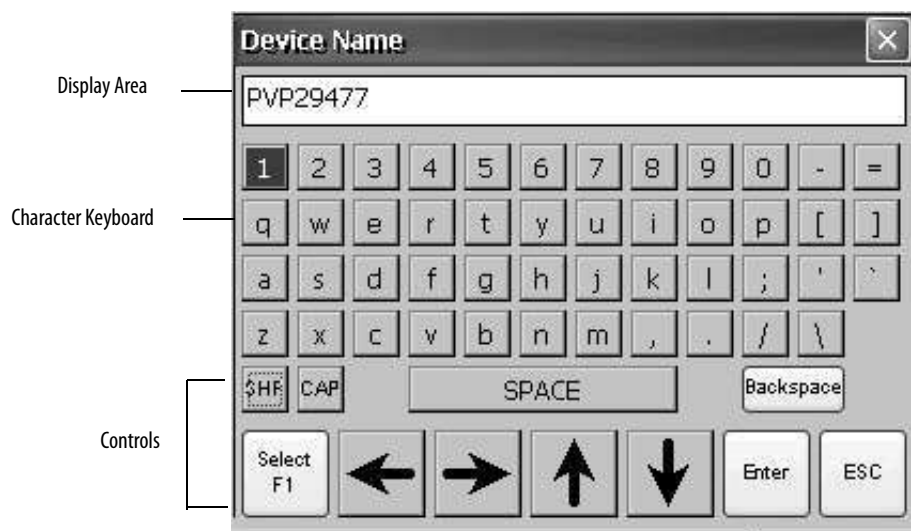 Device Name
Display Area
PVP29477
1 2 3 4 5 6 7 8 9 0 - =
Character Keyboard
q w e r t y u i o p [ ]
a s d f g h j k l ; ' `
z x c v b n m , . / \
SHF CAP SPACE Backspace
Controls
Select F1 Enter ESC